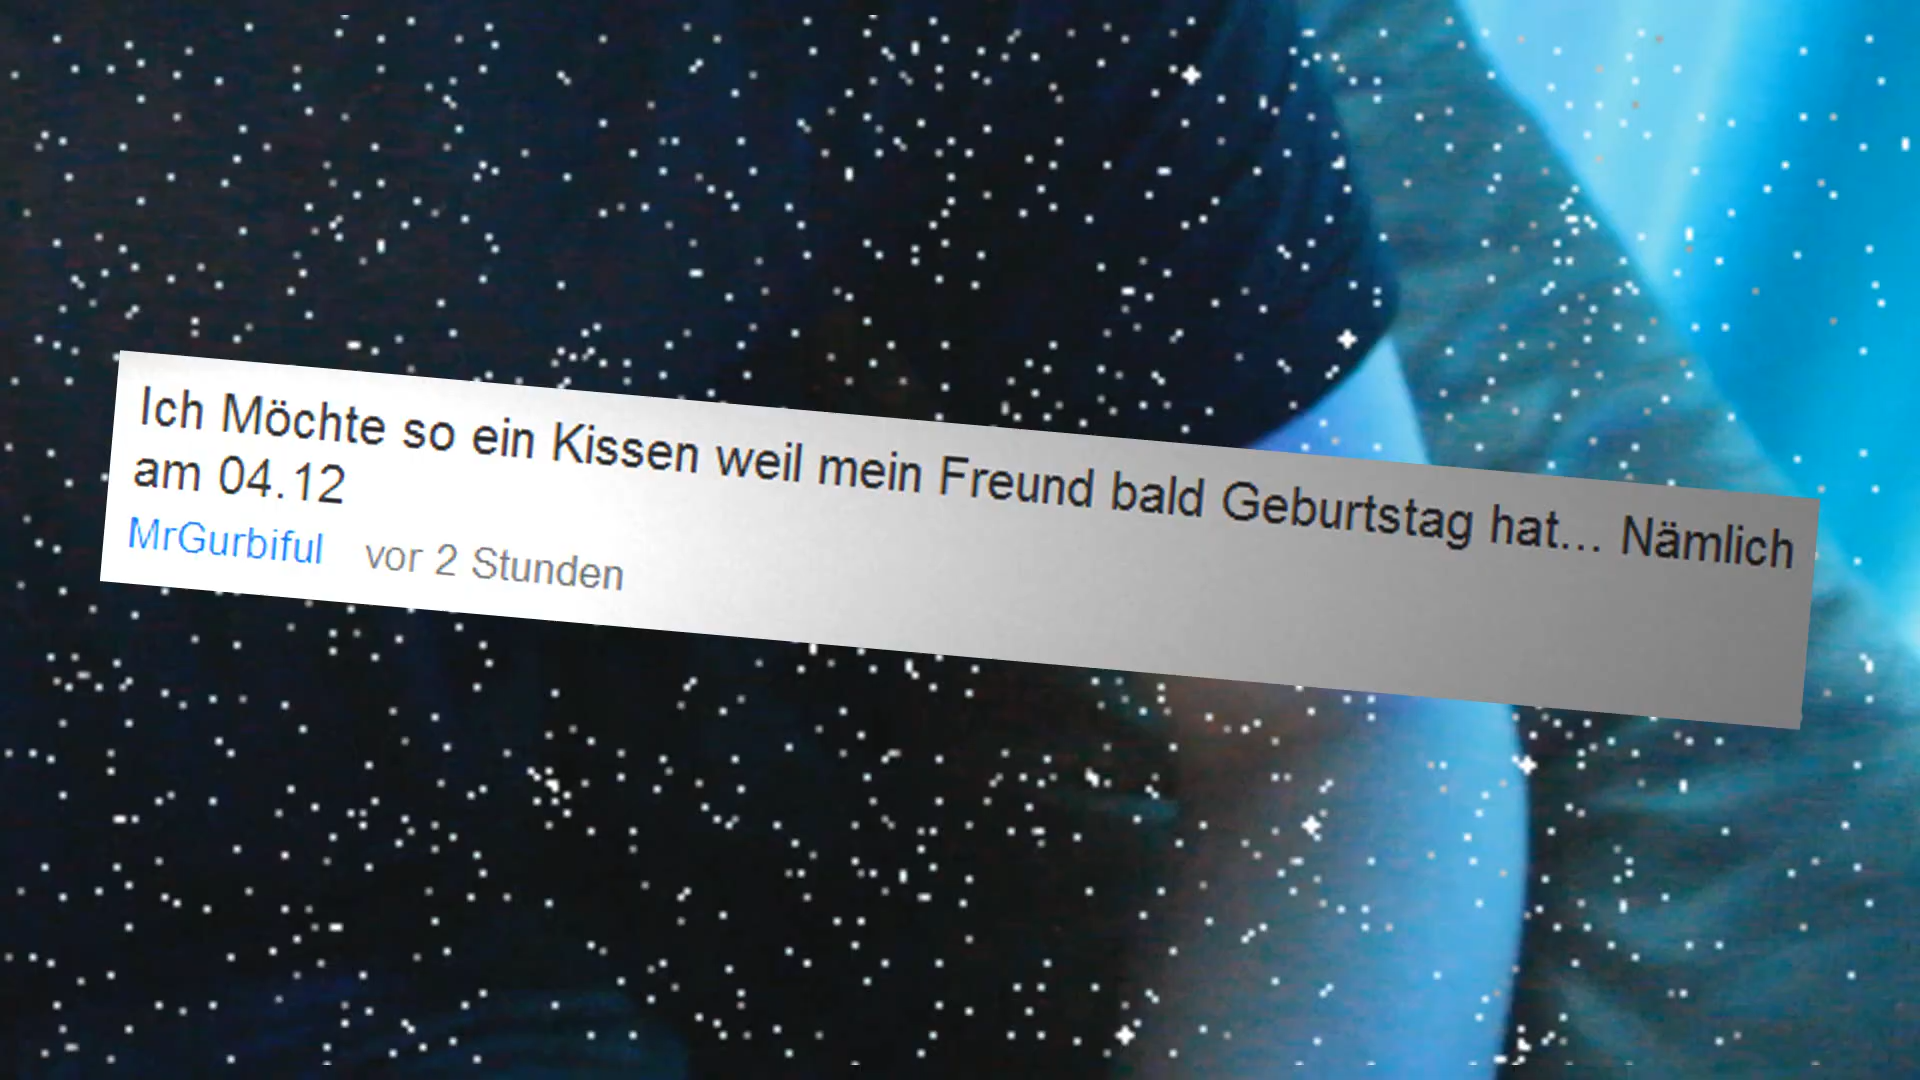 Ich Möchte so ein Kissen weil mein Freund bald Geburtstag hat... Nämlich
am 04.12
MrGurbiful vor 2 Stunden